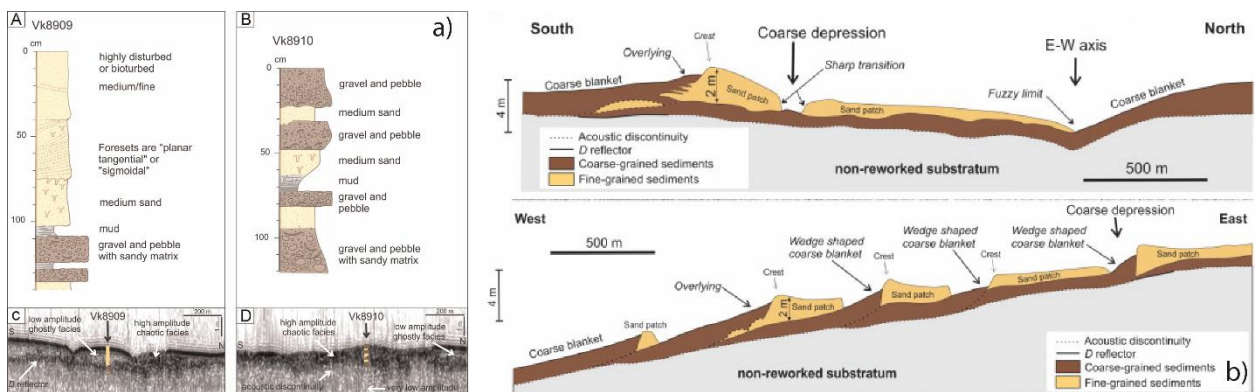 A
Vk8909
cm
0
50
100
highly disturbed
or bioturbed
medium/fine
Foresets are "planar
tangential" or
"sigmoidal"
medium sand
mud
gravel and pebble
with sandy matrix
B
a)
Vk8910
cm
0
50
100
gravel and pebble
medium sand
gravel and pebble
medium sand
mud
gravel and
pebble
gravel and pebble
with sandy matrix
C
low amplitude
ghostly facies
Vk8909
high amplitude
chaotic facies
200 m
S
N
D reflector
D
high amplitude
chaotic facies
Vk8910
low amplitude
ghostly facies
200 m
S
N
acoustic discontinuity
very low amplitude
South
North
Coarse blanket
Overlying
Crest
Coarse depression
Sharp transition
E-W axis
Fuzzy limit
Coarse blanket
4 m
2 m
Sand patch
Sand patch
Acoustic discontinuity
D reflector
Coarse-grained sediments
Fine-grained sediments
non-reworked substratum
500 m
West
East
500 m
Coarse depression
Wedge shaped
coarse blanket
Wedge shaped
coarse blanket
Wedge shaped
coarse blanket
Crest
Crest
Crest
Overlying
4 m
2 m
Sand patch
Sand patch
Sand patch
Sand patch
Sand patch
Coarse blanket
non-reworked substratum
Acoustic discontinuity
D reflector
Coarse-grained sediments
Fine-grained sediments
b)